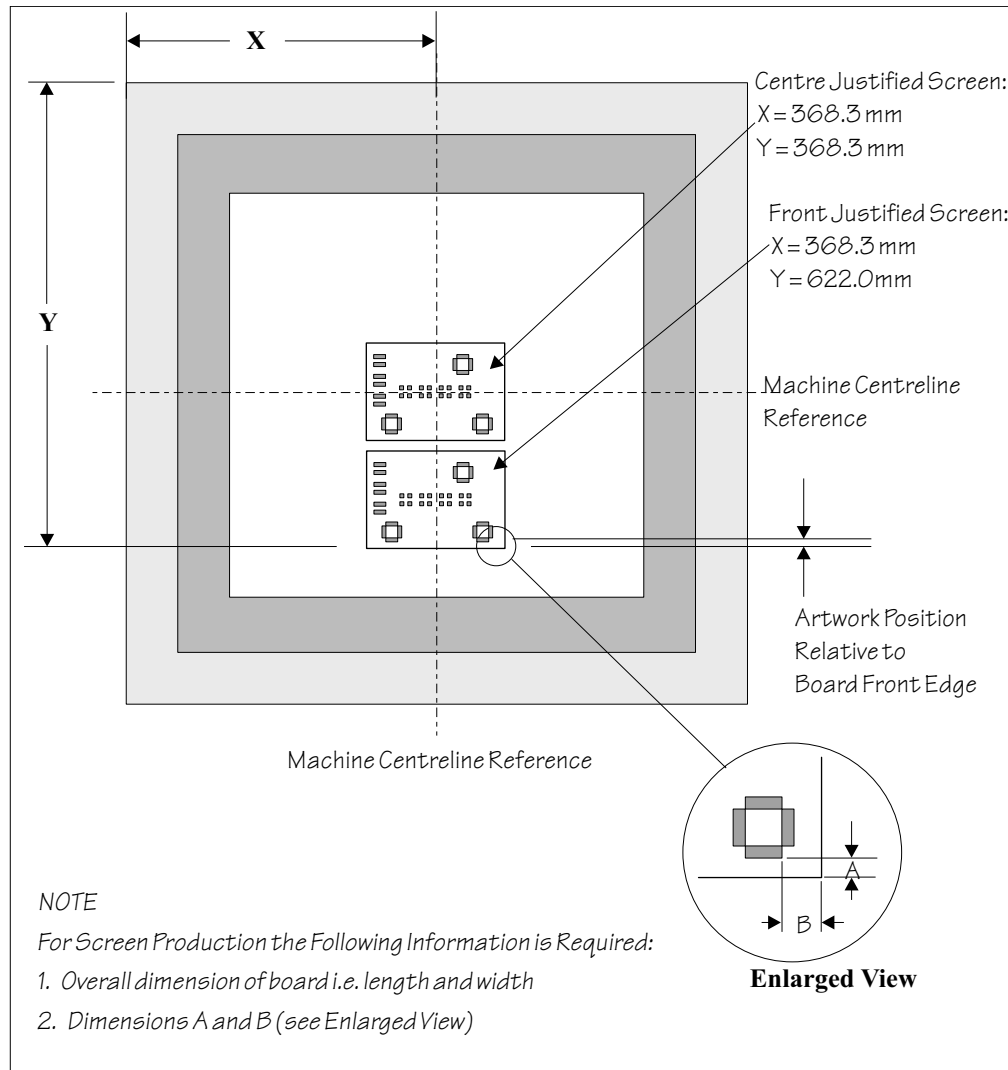 X
Centre Justified Screen:
X = 368.3 mm
Y = 368.3 mm
Front Justified Screen:
X = 368.3 mm
Y = 622.0mm
Y
Machine Centreline
Reference
Artwork Position
Relative to
Board Front Edge
Machine Centreline Reference
A
B
Enlarged View
NOTE
For Screen Production the Following Information is Required:
1. Overall dimension of board i.e. length and width
2. Dimensions A and B (see Enlarged View)